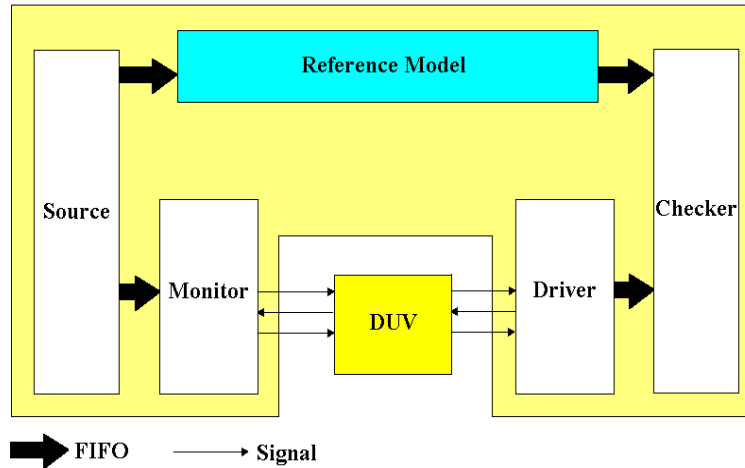 Reference Model
Source
Checker
Monitor
Driver
DUV
FIFO
Signal